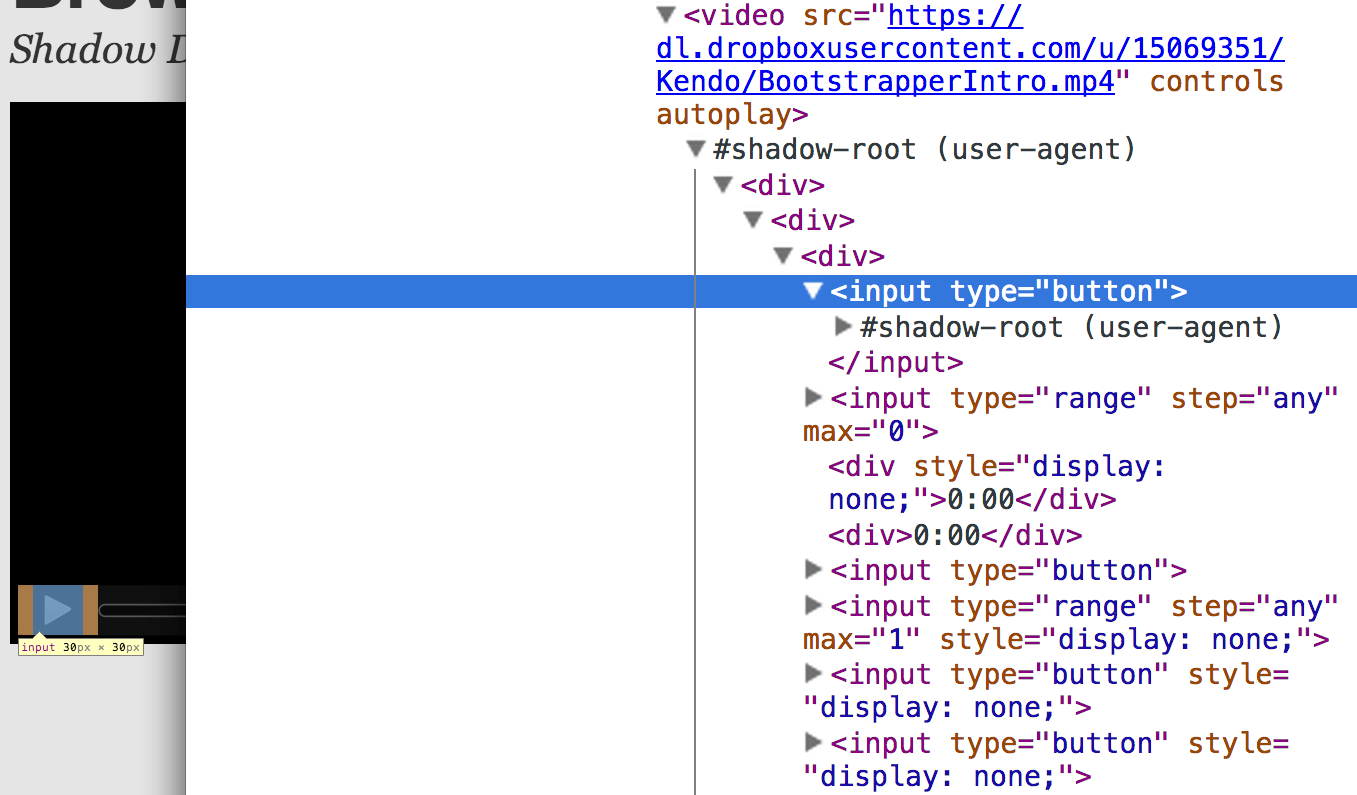 Shadow D
<video src="https://
dl.dropboxusercontent.com/u/15069351/
Kendo/BootstrapperIntro.mp4" controls
autoplay>
#shadow-root (user-agent)
<div>
<div>
<div>
<input type="button">
#shadow-root (user-agent)
</input>
<input type="range" step="any"
max="0">
<div style="display:
none;">0:00</div>
<div>0:00</div>
<input type="button">
<input type="range" step="any"
max="1" style="display: none;">
<input type="button" style=
"display: none;">
<input type="button" style=
"display: none;">
input 30px × 30px